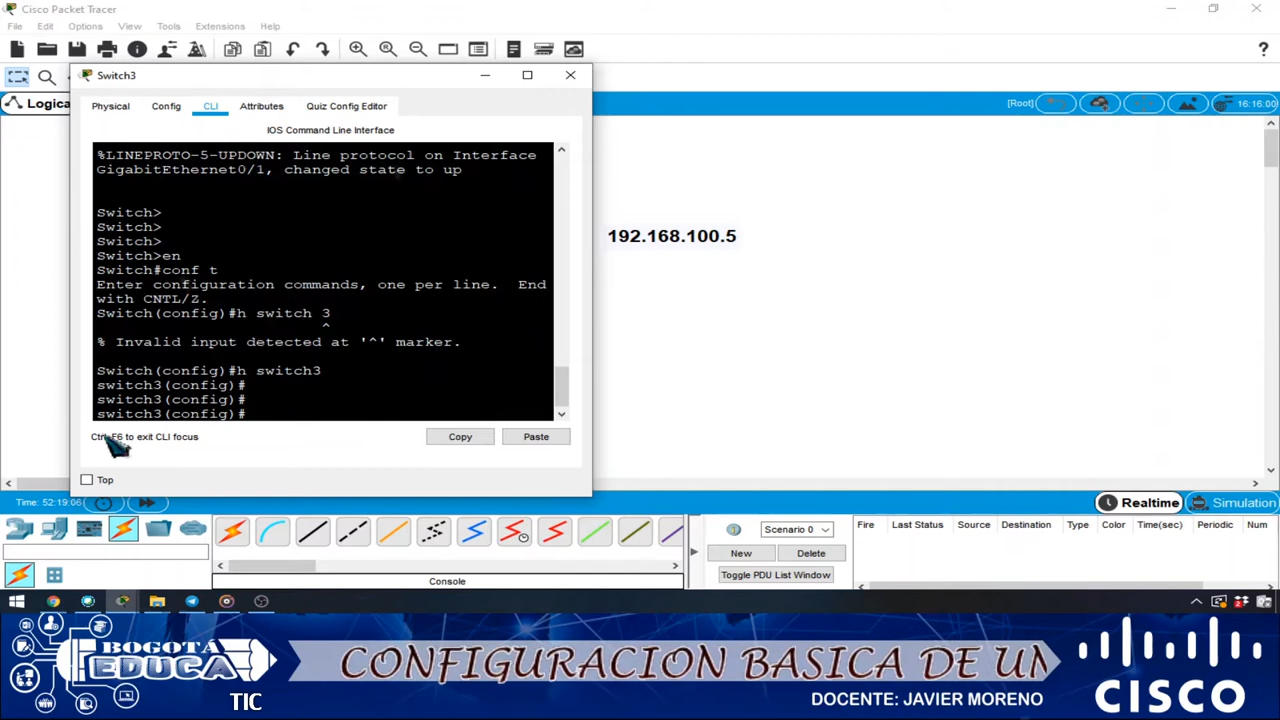 Cisco Packet Tracer
File Edit Options View Tools Extensions Help
Switch3
Logica
[Root]
16:16:00
Physical Config CLI Attributes Quiz Config Editor
IOS Command Line Interface
%LINEPROTO-5-UPDOWN: Line protocol on Interface
GigabitEthernet0/1, changed state to up
Switch>
Switch>
Switch>
Switch>en
Switch#conf t
Enter configuration commands, one per line.  End
with CNTL/Z.
Switch(config)#h switch 3
^
% Invalid input detected at '^' marker.
Switch(config)#h switch3
switch3(config)#
switch3(config)#
switch3(config)#
Ctrl+F6 to exit CLI focus
Copy
Paste
Top
192.168.100.5
Time: 52:19:06
Realtime
Simulation
Scenario 0
New
Delete
Toggle PDU List Window
Fire Last Status Source Destination Type Color Time(sec) Periodic Num
Console
BOGOTÁ
EDUCA
TIC
CONFIGURACION BASICA DE UN
DOCENTE: JAVIER MORENO
CISCO